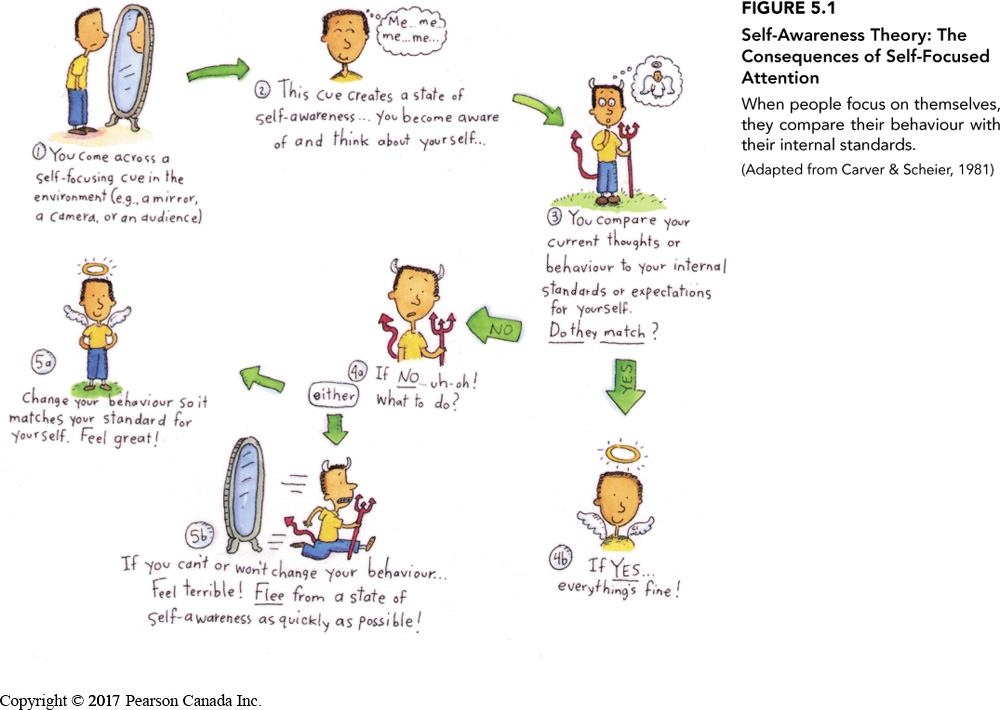 FIGURE 5.1
Self-Awareness Theory: The
Consequences of Self-Focused
Attention
When people focus on themselves,
they compare their behaviour with
their internal standards.
(Adapted from Carver & Scheier, 1981)
① You come across a
self-focusing cue in the
environment (e.g., a mirror,
a camera, or an audience)
Me... me...
me...me...
② This cue creates a state of
self-awareness... you become aware
of and think about yourself...
③ You compare your
current thoughts or
behaviour to your internal
standards or expectations
for yourself.
Do they match?
NO
YES
4a If NO... uh-oh!
What to do?
either
5a
Change your behaviour so it
matches your standard for
yourself. Feel great!
5b
If you can't or won't change your behaviour...
Feel terrible! Flee from a state of
self-awareness as quickly as possible!
4b If YES...
everything's fine!
Copyright © 2017 Pearson Canada Inc.